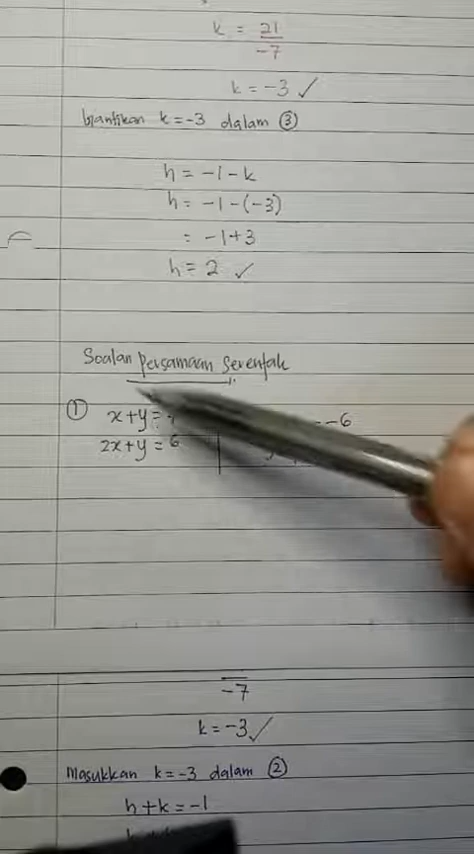 k = 21
-7
k = -3 ✓
Gantikan k = -3 dalam ③
h = -1 - k
h = -1 - (-3)
= -1 + 3
h = 2 ✓
Soalan Persamaan Serentak
① x + y =
-6
2x + y = 6
-7
k = -3 ✓
Masukkan k = -3 dalam ②
h + k = -1